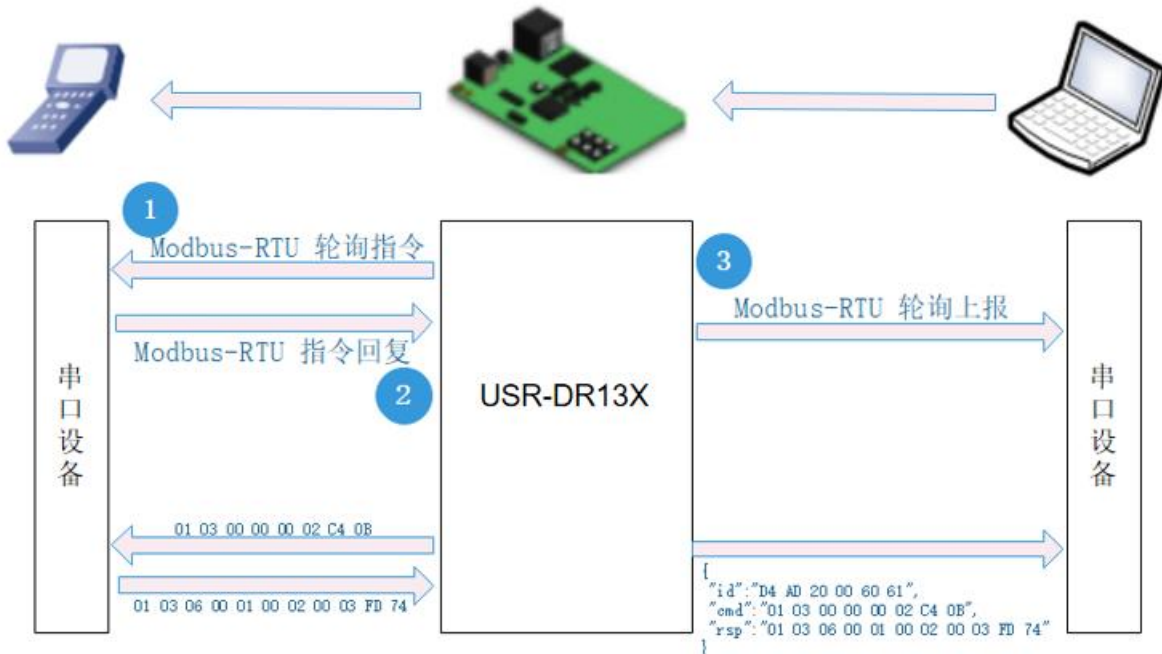 1
Modbus-RTU 轮询指令
3
Modbus-RTU 轮询上报
Modbus-RTU 指令回复
2
串口设备
USR-DR13X
串口设备
01 03 00 00 00 02 C4 0B
01 03 06 00 01 00 02 00 03 FD 74
{
"id":"D4 AD 20 00 60 61",
"cmd":"01 03 00 00 00 02 C4 0B",
"rsp":"01 03 06 00 01 00 02 00 03 FD 74"
}